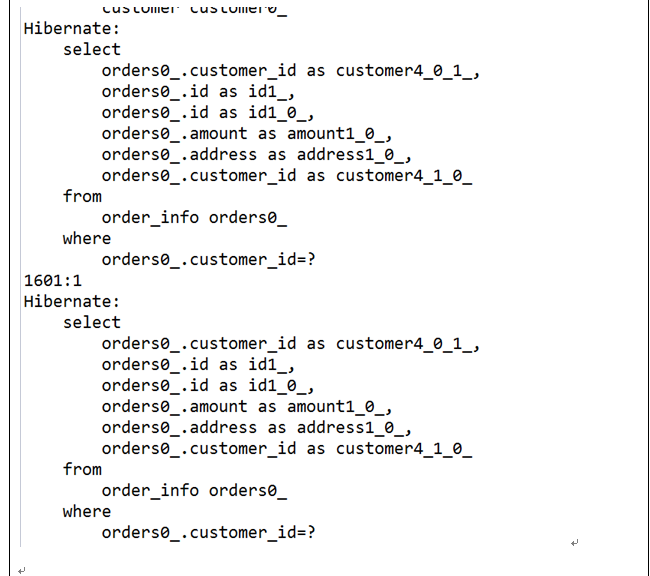 customer customer0_
Hibernate:
select
orders0_.customer_id as customer4_0_1_,
orders0_.id as id1_,
orders0_.id as id1_0_,
orders0_.amount as amount1_0_,
orders0_.address as address1_0_,
orders0_.customer_id as customer4_1_0_
from
order_info orders0_
where
orders0_.customer_id=?
1601:1
Hibernate:
select
orders0_.customer_id as customer4_0_1_,
orders0_.id as id1_,
orders0_.id as id1_0_,
orders0_.amount as amount1_0_,
orders0_.address as address1_0_,
orders0_.customer_id as customer4_1_0_
from
order_info orders0_
where
orders0_.customer_id=?